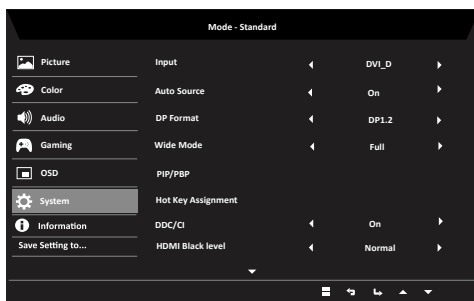 Mode - Standard
Picture
Input DVI_D
Color
Auto Source On
Audio
DP Format DP1.2
Gaming
Wide Mode Full
OSD
PIP/PBP
System
Hot Key Assignment
Information
DDC/CI On
Save Setting to...
HDMI Black level Normal